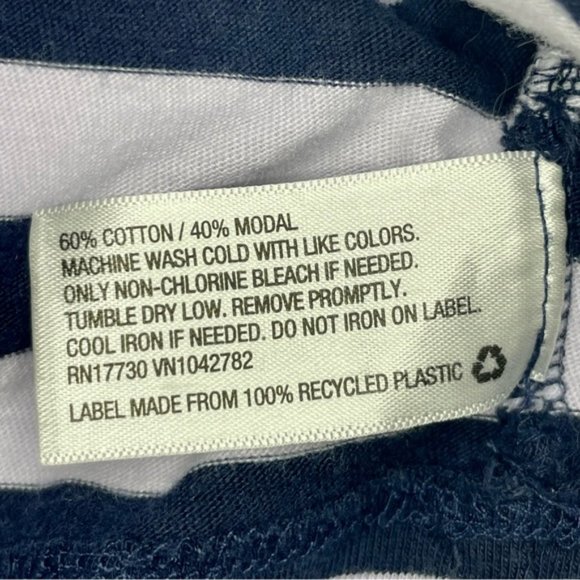 60% COTTON / 40% MODAL
MACHINE WASH COLD WITH LIKE COLORS.
ONLY NON-CHLORINE BLEACH IF NEEDED.
TUMBLE DRY LOW. REMOVE PROMPTLY.
COOL IRON IF NEEDED. DO NOT IRON ON LABEL.
RN17730 VN1042782
LABEL MADE FROM 100% RECYCLED PLASTIC